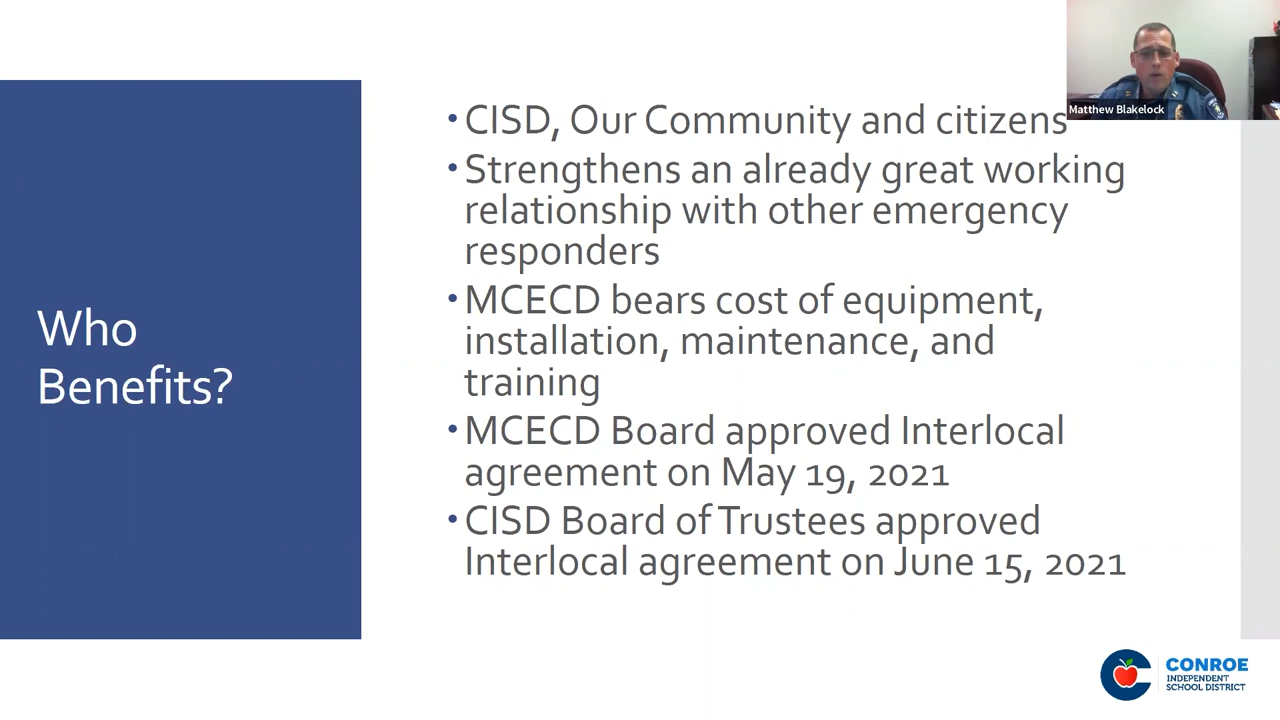 Matthew Blakelock
Who
Benefits?
• CISD, Our Community and citizens
• Strengthens an already great working
relationship with other emergency
responders
• MCECD bears cost of equipment,
installation, maintenance, and
training
• MCECD Board approved Interlocal
agreement on May 19, 2021
• CISD Board of Trustees approved
Interlocal agreement on June 15, 2021
CONROE
INDEPENDENT
SCHOOL DISTRICT